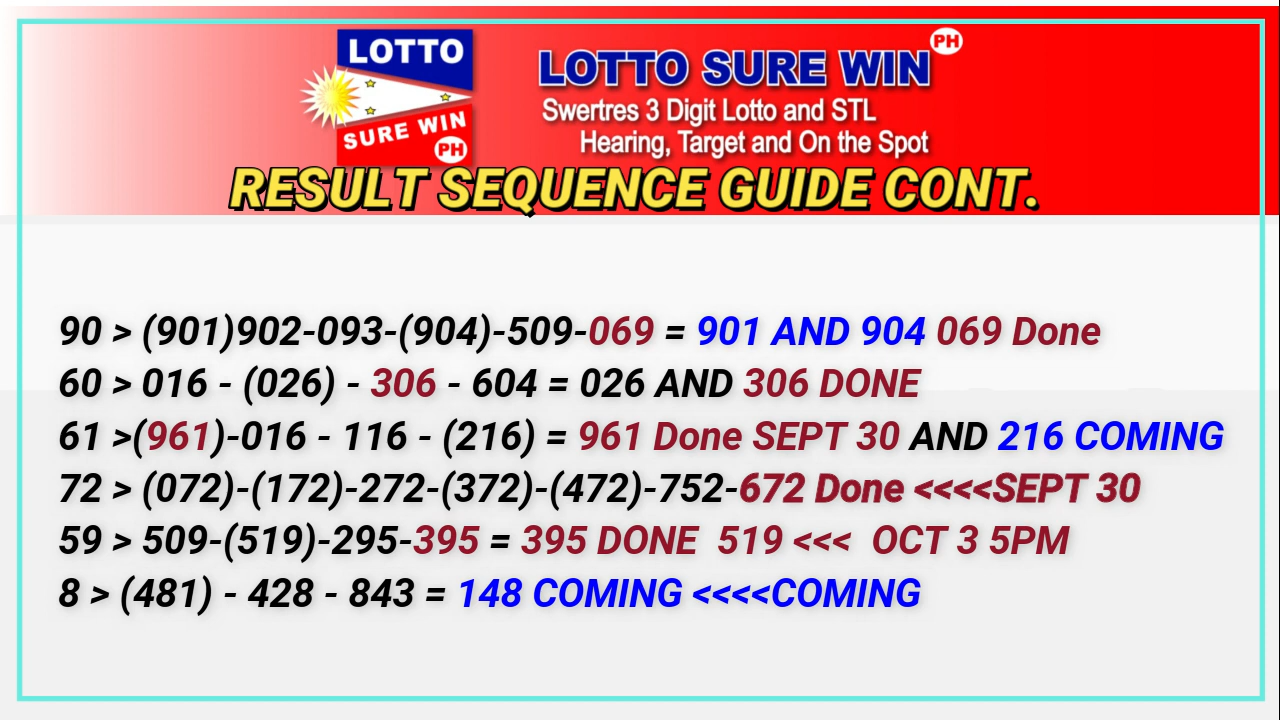 LOTTO
SURE WIN
PH
LOTTO SURE WIN PH
Swertres 3 Digit Lotto and STL
Hearing, Target and On the Spot
RESULT SEQUENCE GUIDE CONT.
90 > (901)902-093-(904)-509-069 = 901 AND 904 069 Done
60 > 016 - (026) - 306 - 604 = 026 AND 306 DONE
61 >(961)-016 - 116 - (216) = 961 Done SEPT 30 AND 216 COMING
72 > (072)-(172)-272-(372)-(472)-752-672 Done <<<<SEPT 30
59 > 509-(519)-295-395 = 395 DONE 519 <<< OCT 3 5PM
8 > (481) - 428 - 843 = 148 COMING <<<<COMING